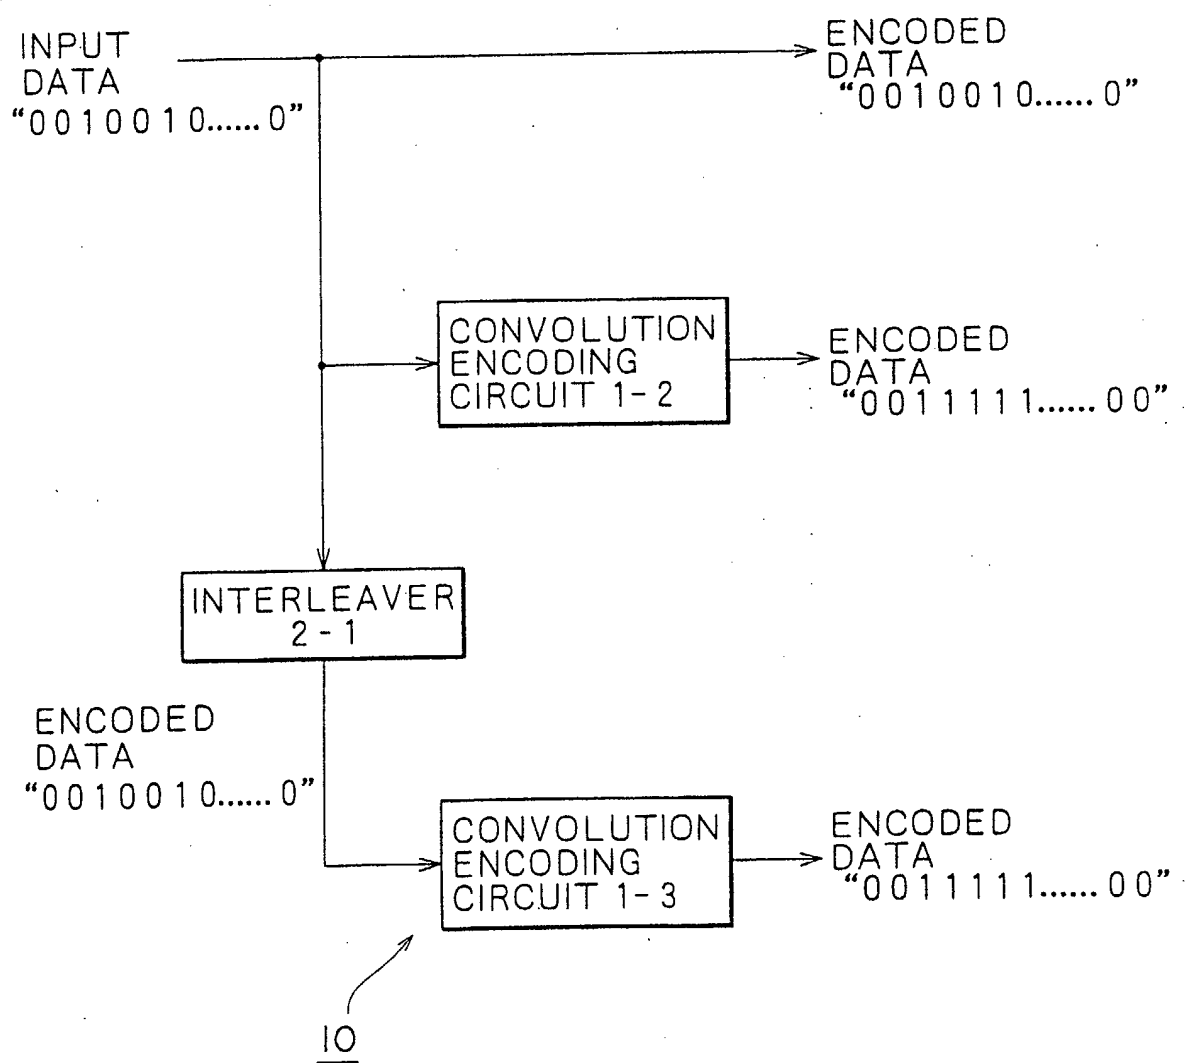 INPUT
DATA
“0010010......0”
ENCODED
DATA
“0010010......0”
CONVOLUTION
ENCODING
CIRCUIT 1-2
ENCODED
DATA
“0011111......00”
INTERLEAVER
2-1
ENCODED
DATA
“0010010......0”
CONVOLUTION
ENCODING
CIRCUIT 1-3
ENCODED
DATA
“0011111......00”
10